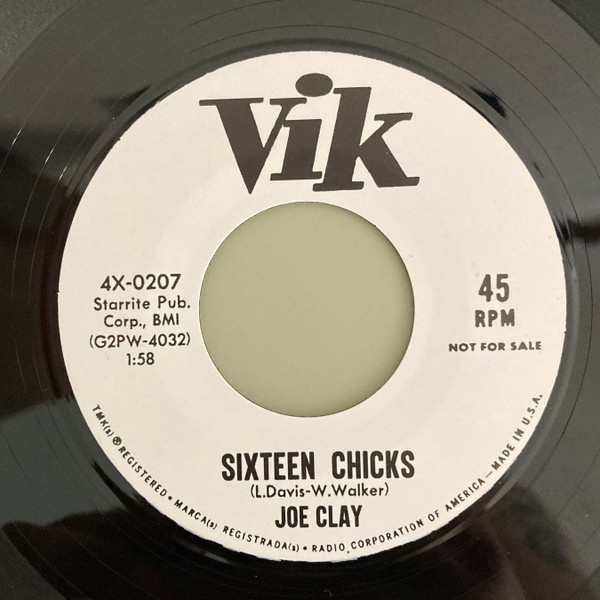 Vik
4X-0207
Starrite Pub.
Corp., BMI
(G2PW-4032)
1:58
45
RPM
NOT FOR SALE
SIXTEEN CHICKS
(L.Davis-W.Walker)
JOE CLAY
TMK(s) ® REGISTERED • MARCA(s) REGISTRADA(s) • RADIO CORPORATION OF AMERICA—MADE IN U.S.A.